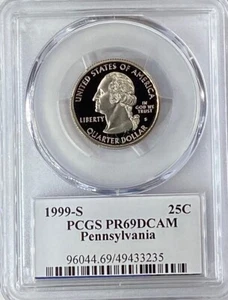 UNITED STATES OF AMERICA
LIBERTY
IN
GOD WE
TRUST
S
QUARTER DOLLAR
1999-S 25C
PCGS PR69DCAM
Pennsylvania
96044.69/49433235